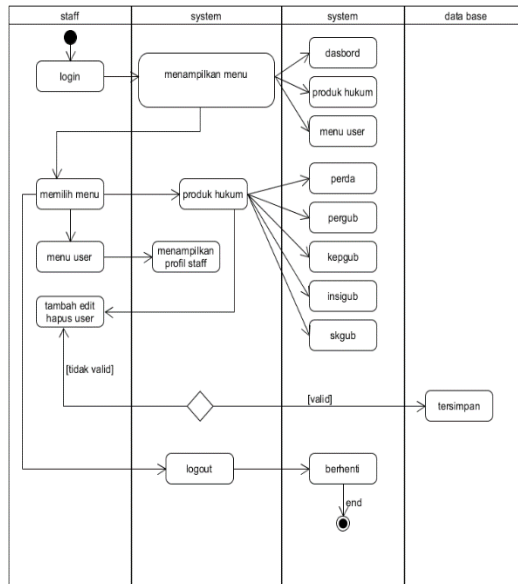 staff
system
system
data base
login
menampilkan menu
dasbord
produk hukum
menu user
memilih menu
produk hukum
perda
pergub
menu user
menampilkan
profil staff
kepgub
insigub
tambah edit
hapus user
skgub
[tidak valid]
[valid]
tersimpan
logout
berhenti
end